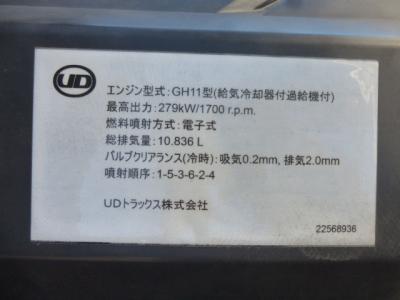 UD
エンジン型式:GH11型(給気冷却器付過給機付)
最高出力:279kW/1700 r.p.m.
燃料噴射方式:電子式
総排気量:10.836 L
バルブクリアランス(冷時):吸気0.2mm, 排気2.0mm
噴射順序:1-5-3-6-2-4
UDトラックス株式会社
22568936